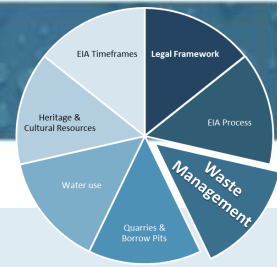 EIA Timeframes
Legal Framework
Heritage &
Cultural Resources
EIA Process
Water use
Waste
Management
Quarries &
Borrow Pits